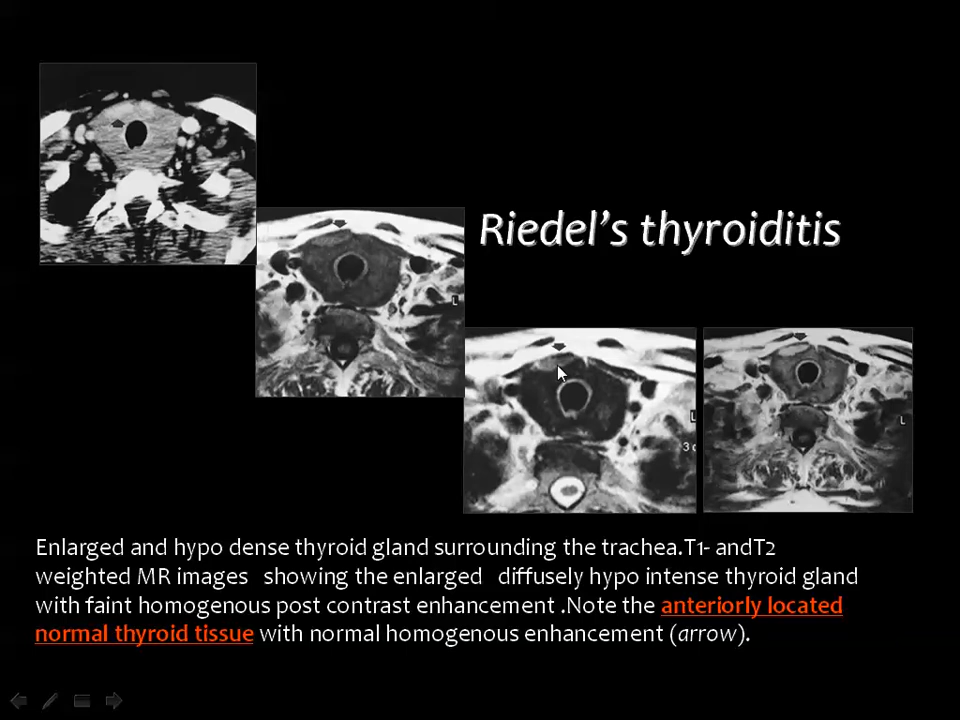 Riedel’s thyroiditis
L
L
3 c
L
Enlarged and hypo dense thyroid gland surrounding the trachea.T1- andT2
weighted MR images showing the enlarged diffusely hypo intense thyroid gland
with faint homogenous post contrast enhancement .Note the anteriorly located
normal thyroid tissue with normal homogenous enhancement (arrow).